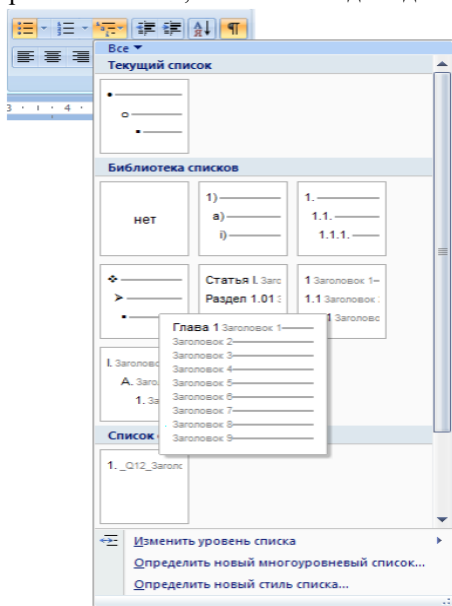 Все
Текущий список
3 · ı · 4 ·
Библиотека списков
нет
1)
а)
i)
1.
1.1.
1.1.1.
Статья I. Заго
Раздел 1.01 З
1 Заголовок 1
1.1 Заголовок
Заголовс
Глава 1 Заголовок 1
Заголовок 2
Заголовок 3
Заголовок 4
Заголовок 5
Заголовок 6
Заголовок 7
Заголовок 8
Заголовок 9
I. Заголово
A. Заго
1. За
Список
1. _Q12_Заголо
Изменить уровень списка
Определить новый многоуровневый список...
Определить новый стиль списка...